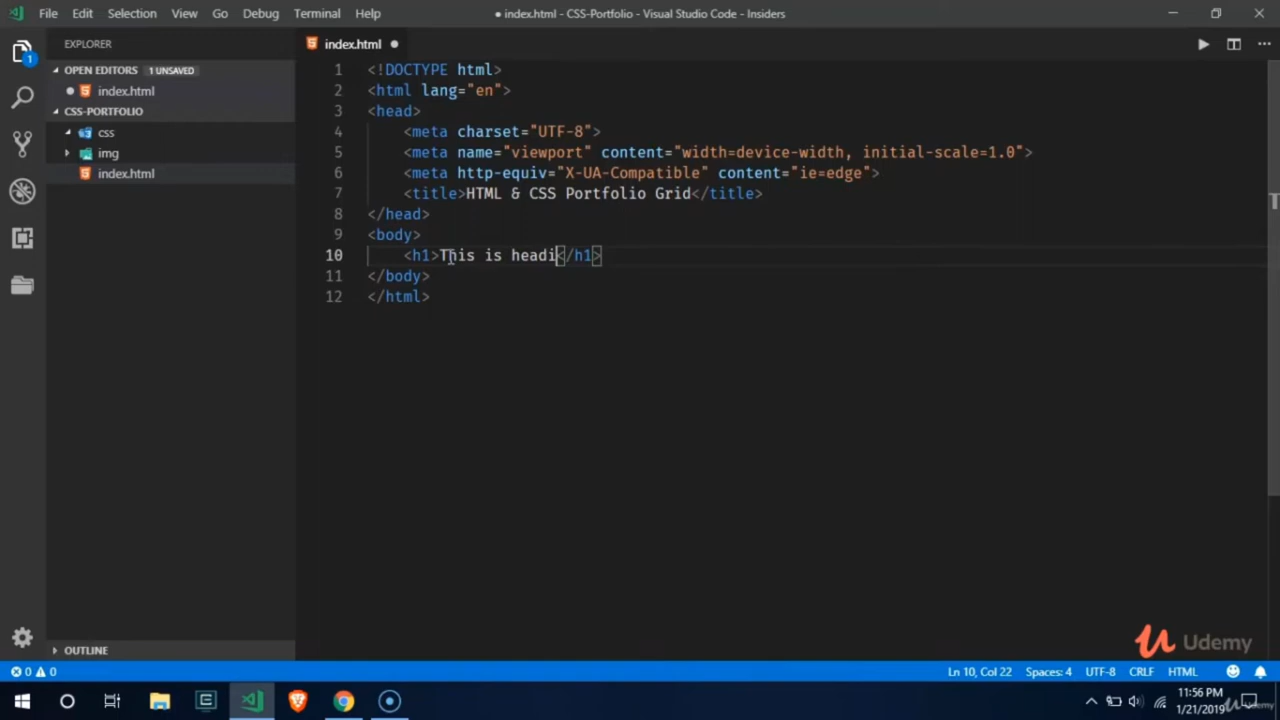 File Edit Selection View Go Debug Terminal Help
● index.html - CSS-Portfolio - Visual Studio Code - Insiders
EXPLORER
OPEN EDITORS 1 UNSAVED
index.html
CSS-PORTFOLIO
css
img
index.html
OUTLINE
1
index.html
1 <!DOCTYPE html>
2 <html lang="en">
3 <head>
4 <meta charset="UTF-8">
5 <meta name="viewport" content="width=device-width, initial-scale=1.0">
6 <meta http-equiv="X-UA-Compatible" content="ie=edge">
7 <title>HTML & CSS Portfolio Grid</title>
8 </head>
9 <body>
10 <h1>This is headi</h1>
11 </body>
12 </html>
Udemy
0 0
Ln 10, Col 22 Spaces: 4 UTF-8 CRLF HTML
11:56 PM
1/21/2019
Udemy